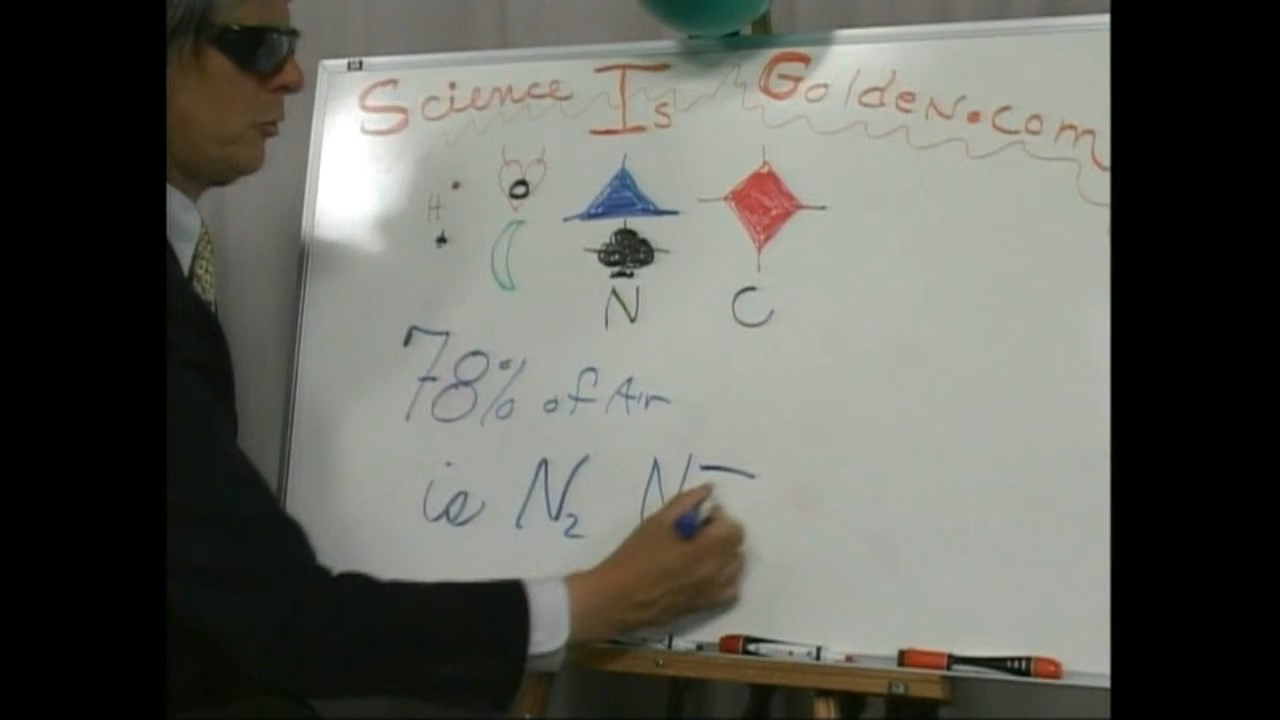 Science Is Golden.com
H O
N C
78% of Air
is N₂ N